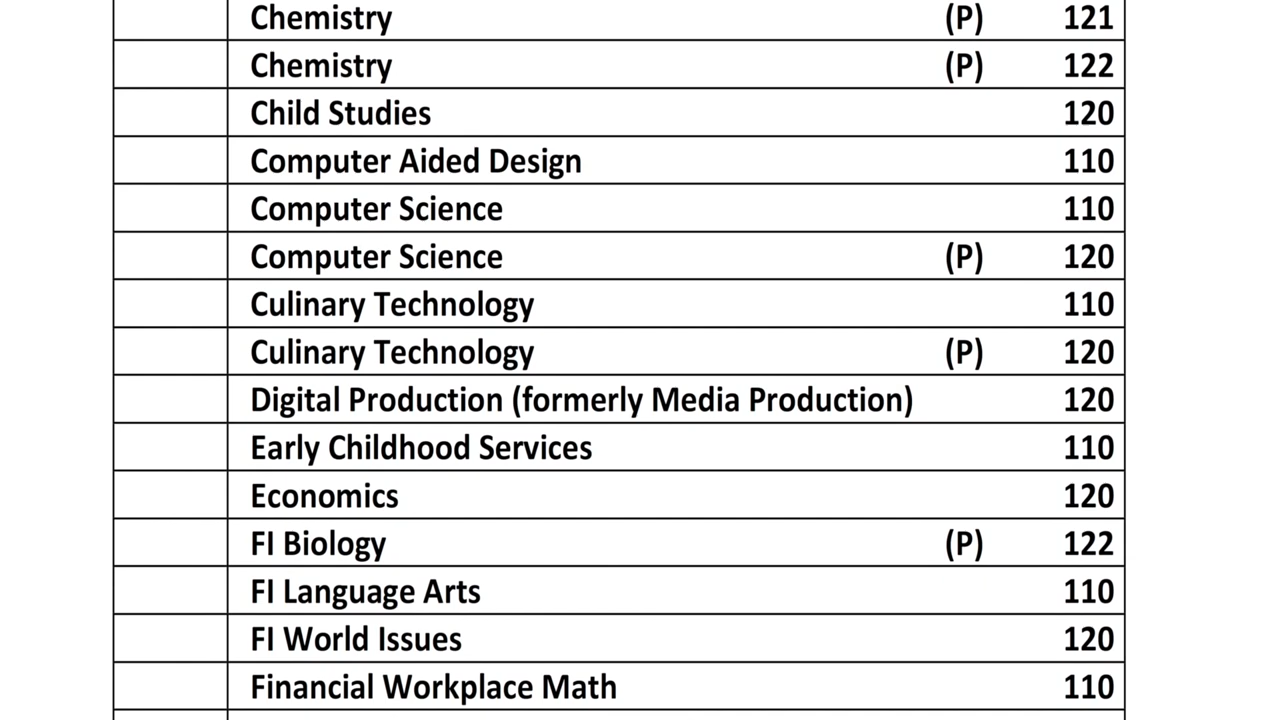 Chemistry (P) 121
Chemistry (P) 122
Child Studies 120
Computer Aided Design 110
Computer Science 110
Computer Science (P) 120
Culinary Technology 110
Culinary Technology (P) 120
Digital Production (formerly Media Production) 120
Early Childhood Services 110
Economics 120
FI Biology (P) 122
FI Language Arts 110
FI World Issues 120
Financial Workplace Math 110